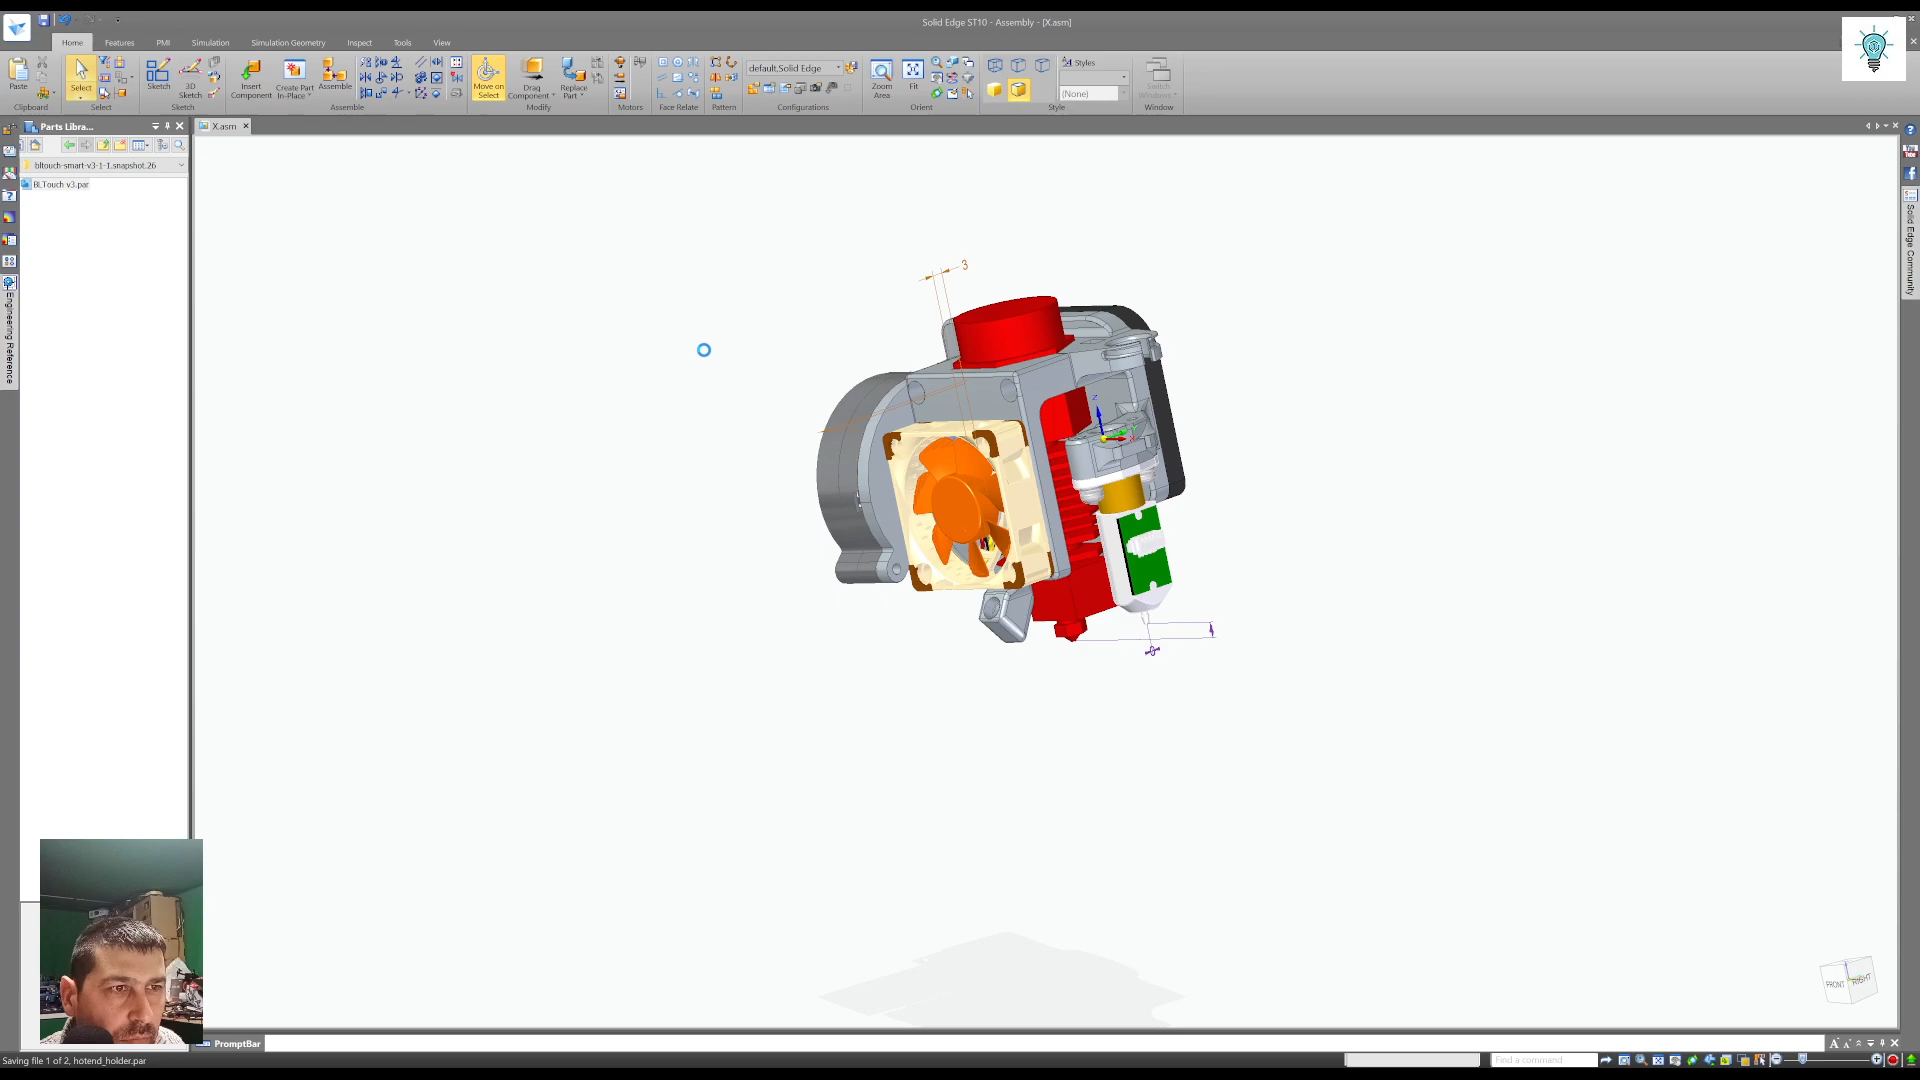 Solid Edge ST10 - Assembly - [X.asm]
Home Features PMI Simulation Simulation Geometry Inspect Tools View
Paste
Clipboard
Select
Select
Sketch
3D Sketch
Sketch
Insert Component
Create Part In-Place
Assemble
Assemble
Move on Select
Drag Component
Replace Part
Modify
Motors
Face Relate
Pattern
default,Solid Edge
Configurations
Zoom Area
Fit
Orient
Styles
(None)
Style
Switch Windows
Window
Parts Libra...
X.asm
bltouch-smart-v3-1-1.snapshot.26
BLTouch v3.par
Engineering Reference
You Tube
Solid Edge Community
3
Z
FRONT
RIGHT
PromptBar
Saving file 1 of 2, hotend_holder.par
Find a command